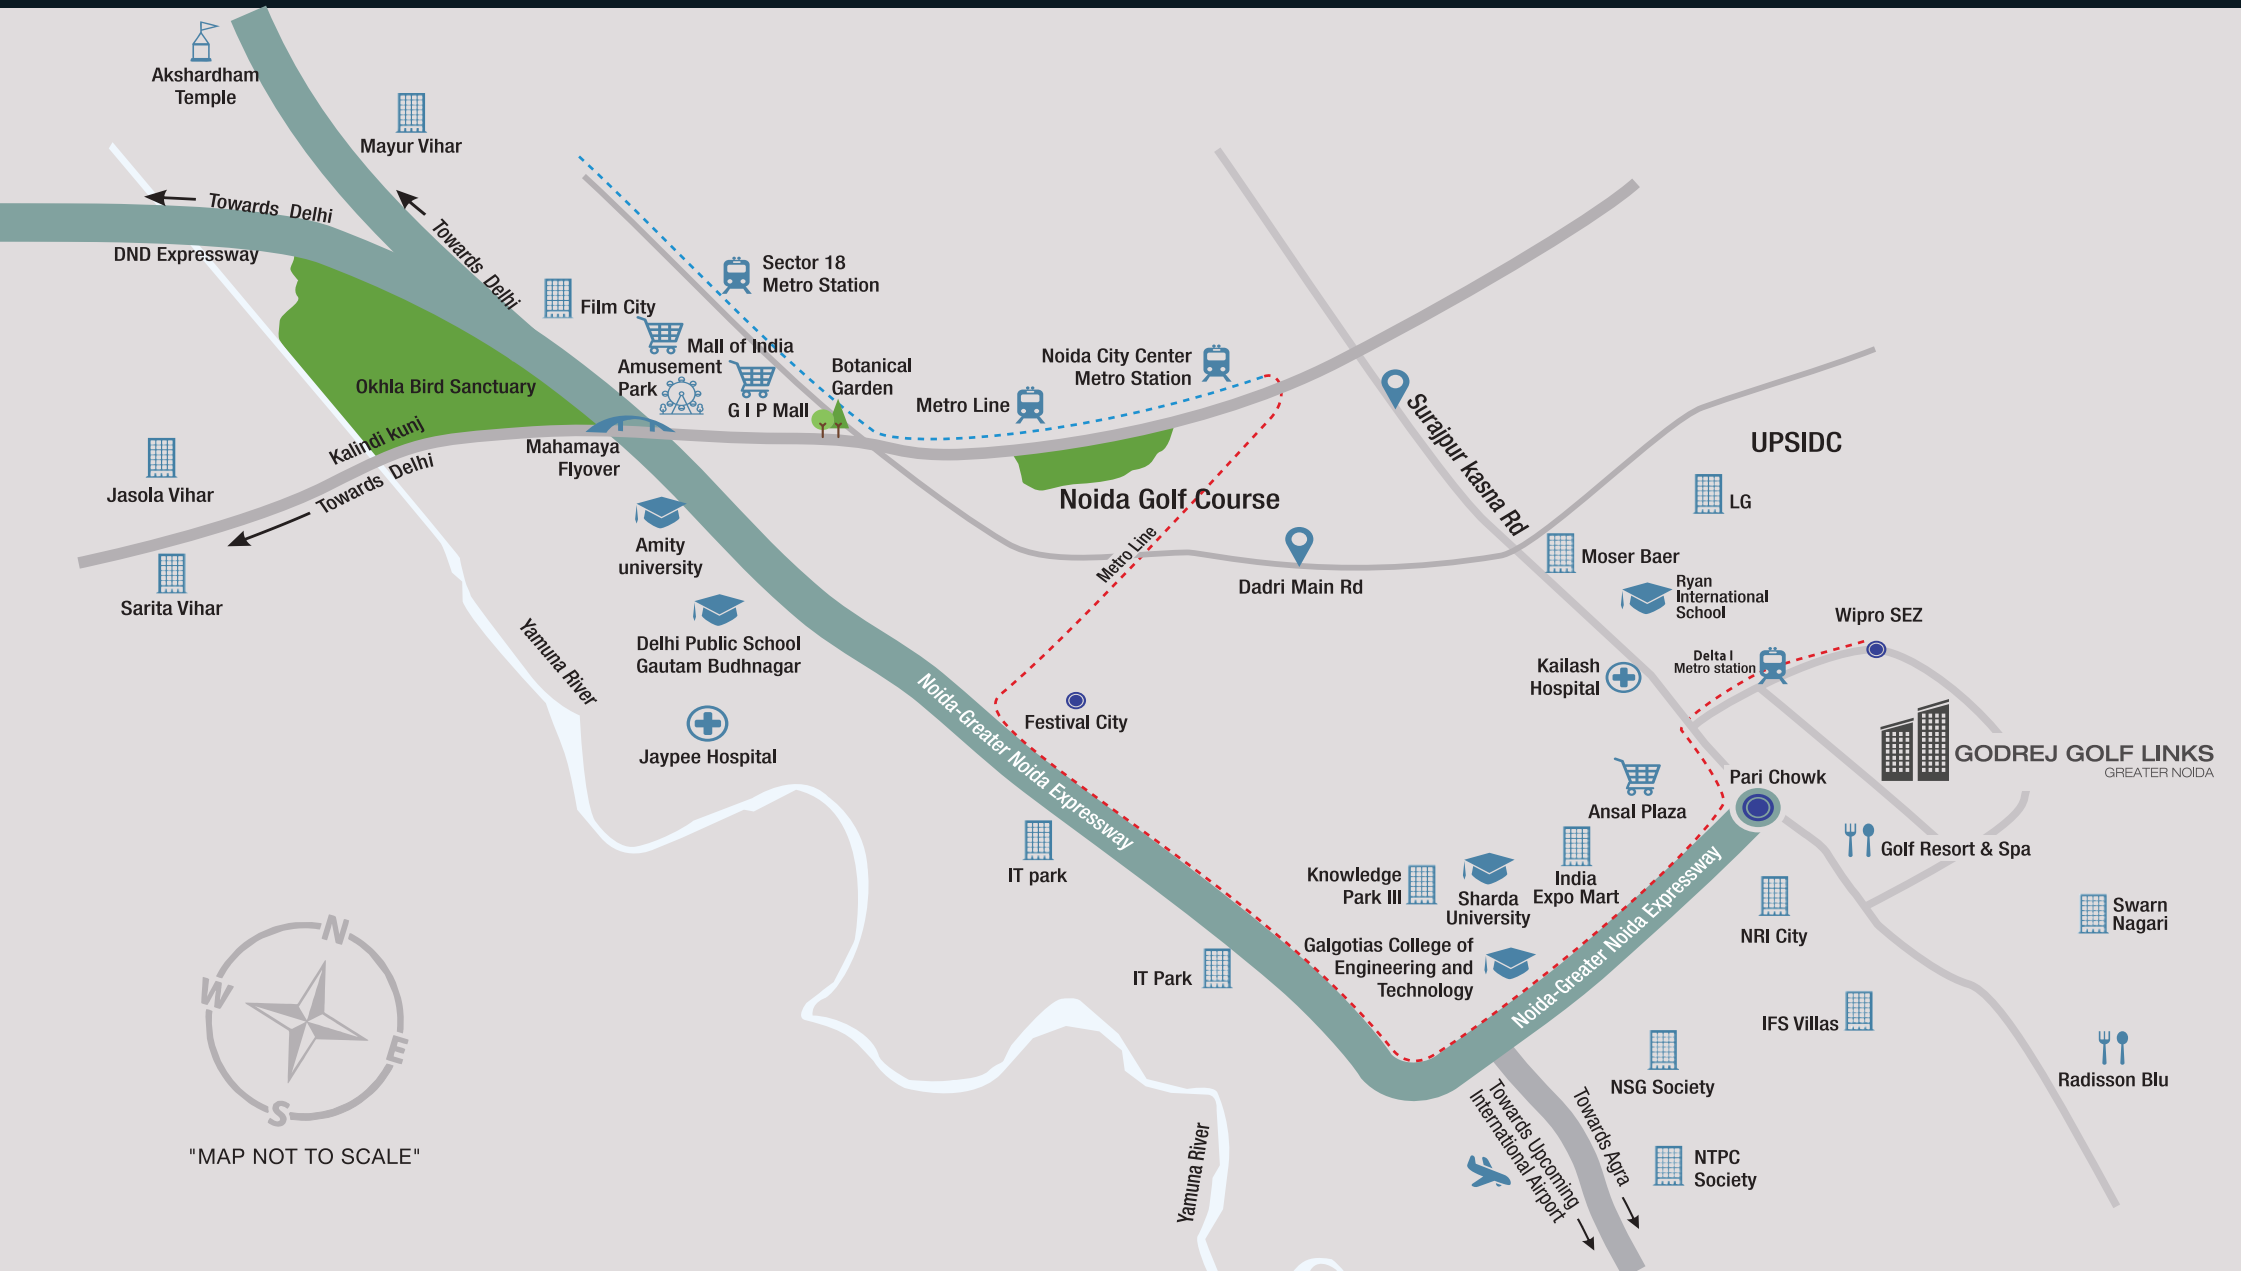 Akshardham
Temple
Mayur Vihar
Towards Delhi
DND Expressway
Towards Delhi
Sector 18
Metro Station
Film City
Mall of India
Amusement
Park
G I P Mall
Botanical
Garden
Metro Line
Noida City Center
Metro Station
Okhla Bird Sanctuary
Kalindi kunj
Towards Delhi
Mahamaya
Flyover
Jasola Vihar
Sarita Vihar
Noida Golf Course
Surajpur kasna Rd
UPSIDC
LG
Moser Baer
Ryan
International
School
Dadri Main Rd
Metro Line
Amity
university
Delhi Public School
Gautam Budhnagar
Yamuna River
Jaypee Hospital
Noida-Greater Noida Expressway
Festival City
Kailash
Hospital
Delta I
Metro station
Wipro SEZ
GODREJ GOLF LINKS
GREATER NOIDA
Pari Chowk
Ansal Plaza
Golf Resort & Spa
IT park
IT Park
Knowledge
Park III
Sharda
University
India
Expo Mart
Galgotias College of
Engineering and
Technology
Noida-Greater Noida Expressway
NRI City
Swarn
Nagari
IFS Villas
NSG Society
Radisson Blu
NTPC
Society
Towards Upcoming
International Airport
Towards Agra
Yamuna River
N
W
E
S
"MAP NOT TO SCALE"